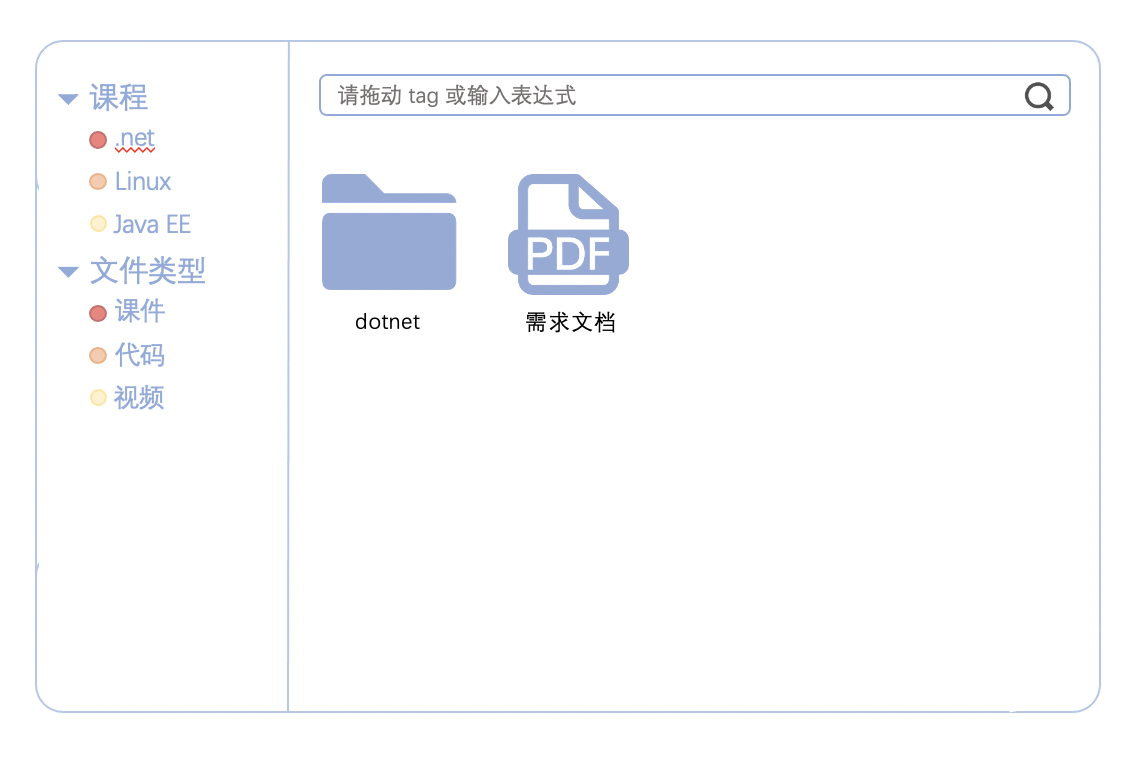 课程
.net
Linux
Java EE
文件类型
课件
代码
视频
请拖动 tag 或输入表达式
PDF
dotnet
需求文档